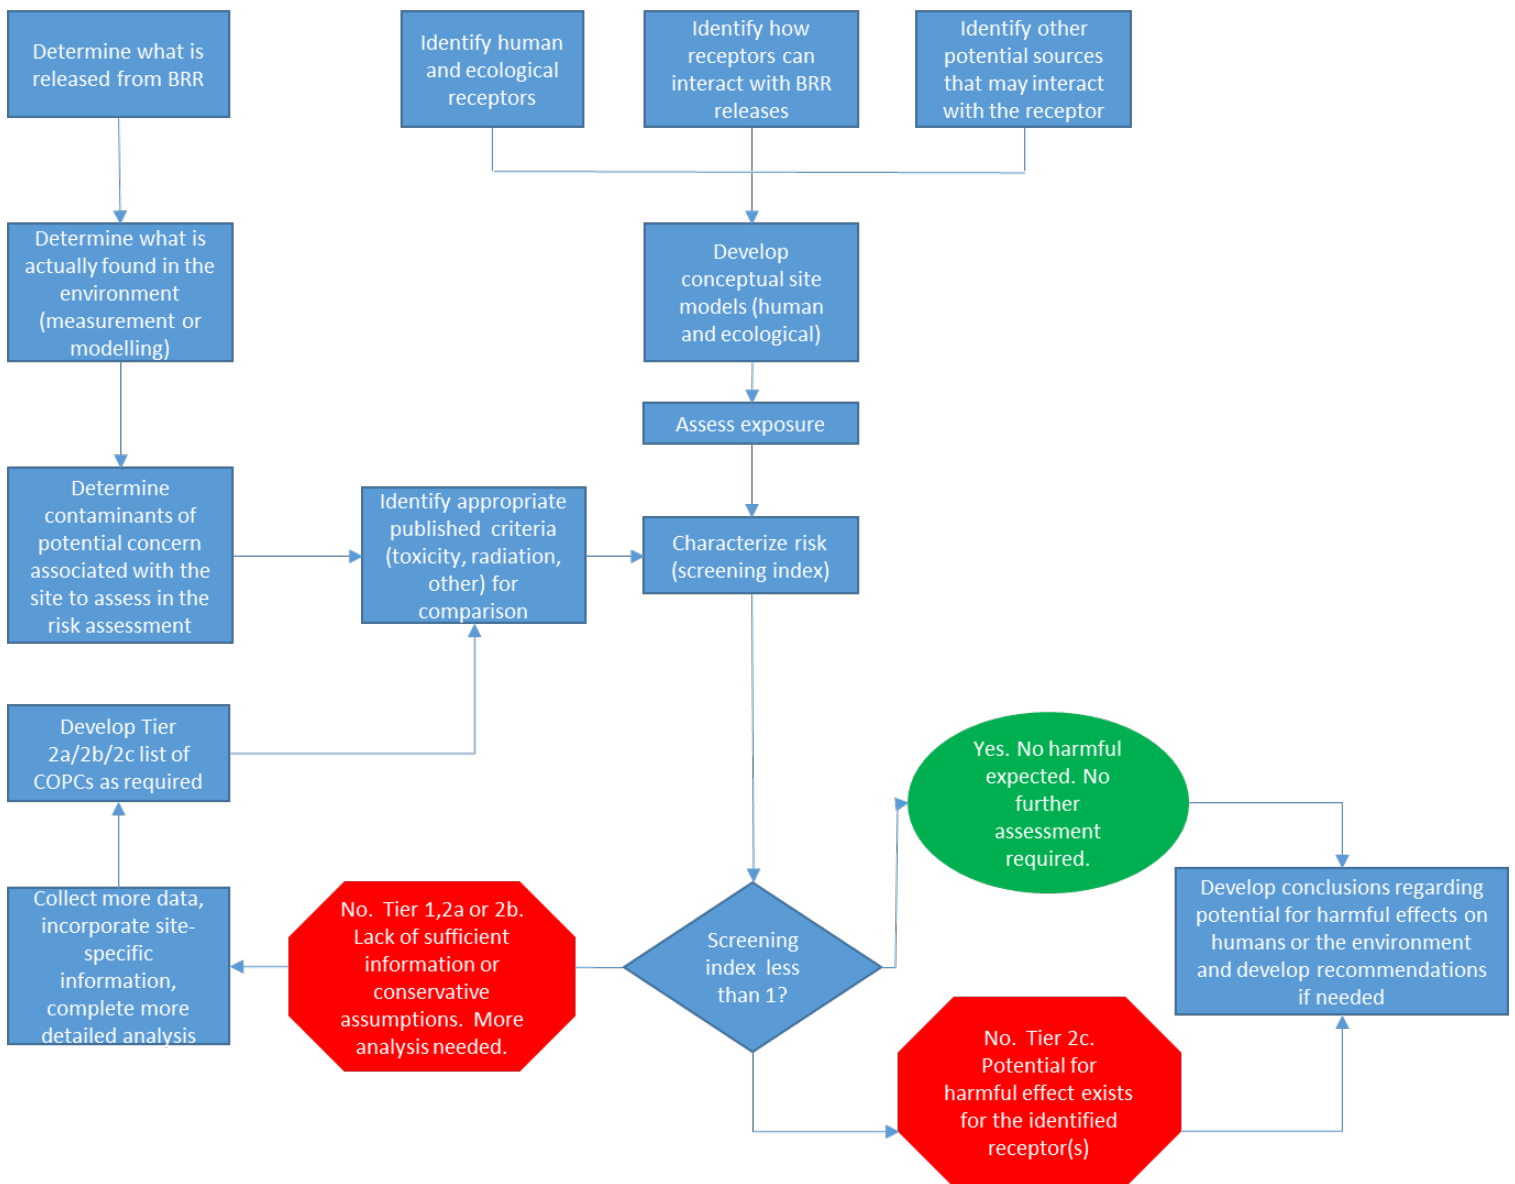 Determine what is
released from BRR
Identify human
and ecological
receptors
Identify how
receptors can
interact with BRR
releases
Identify other
potential sources
that may interact
with the receptor
Determine what is
actually found in the
environment
(measurement or
modelling)
Develop
conceptual site
models (human
and ecological)
Assess exposure
Determine
contaminants of
potential concern
associated with the
site to assess in the
risk assessment
Identify appropriate
published criteria
(toxicity, radiation,
other) for
comparison
Characterize risk
(screening index)
Develop Tier
2a/2b/2c list of
COPCs as required
Yes. No harmful
expected. No
further
assessment
required.
Collect more data,
incorporate site-
specific
information,
complete more
detailed analysis
No. Tier 1,2a or 2b.
Lack of sufficient
information or
conservative
assumptions. More
analysis needed.
Screening
index less
than 1?
Develop conclusions regarding
potential for harmful effects on
humans or the environment
and develop recommendations
if needed
No. Tier 2c.
Potential for
harmful effect exists
for the identified
receptor(s)